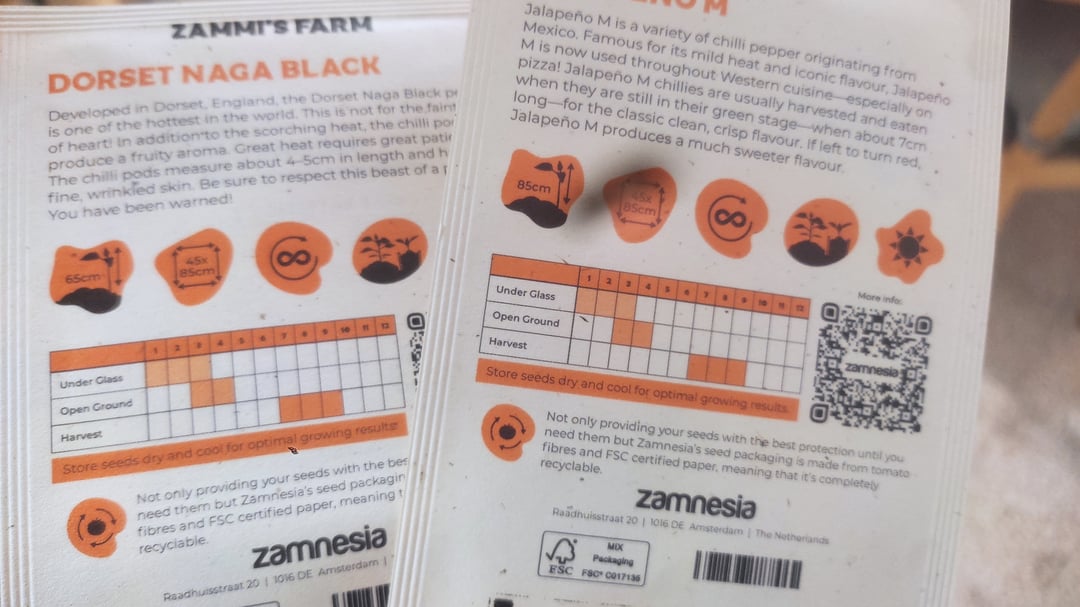 ZAMMI'S FARM
DORSET NAGA BLACK
Developed in Dorset, England, the Dorset Naga Black
is one of the hottest in the world. This is not for the faint
of heart! In addition to the scorching heat, the chilli
produce a fruity aroma. Great heat requires great
The chilli pods measure about 4-5cm in length and
fine, wrinkled skin. Be sure to respect this beast of a
You have been warned!
65cm
45x
85cm
1 2 3 4 5 6 7 8 9 10 11 12
Under Glass
Open Ground
Harvest
Store seeds dry and cool for optimal growing results!
Not only providing your seeds with the
need them but Zamnesia's seed
fibres and FSC certified paper, meaning
recyclable.
zamnesia
Raadhuisstraat 20 | 1016 DE Amsterdam |
M
Jalapeño M is a variety of chilli pepper originating from
Mexico. Famous for its mild heat and iconic flavour, Jalapeño
M is now used throughout Western cuisine—especially on
pizza! Jalapeño M chillies are usually harvested and eaten
when they are still in their green stage—when about 7cm
long—for the classic clean, crisp flavour. If left to turn red,
Jalapeño M produces a much sweeter flavour.
85cm
45x
85cm
1 2 3 4 5 6 7 8 9 10 11 12
Under Glass
Open Ground
Harvest
More info:
zamnesia
Store seeds dry and cool for optimal growing results.
Not only providing your seeds with the best protection until you
need them but Zamnesia's seed packaging is made from tomato
fibres and FSC certified paper, meaning that it's completely
recyclable.
zamnesia
Raadhuisstraat 20 | 1016 DE Amsterdam | The Netherlands
FSC
MIX
Packaging
FSC® C017135